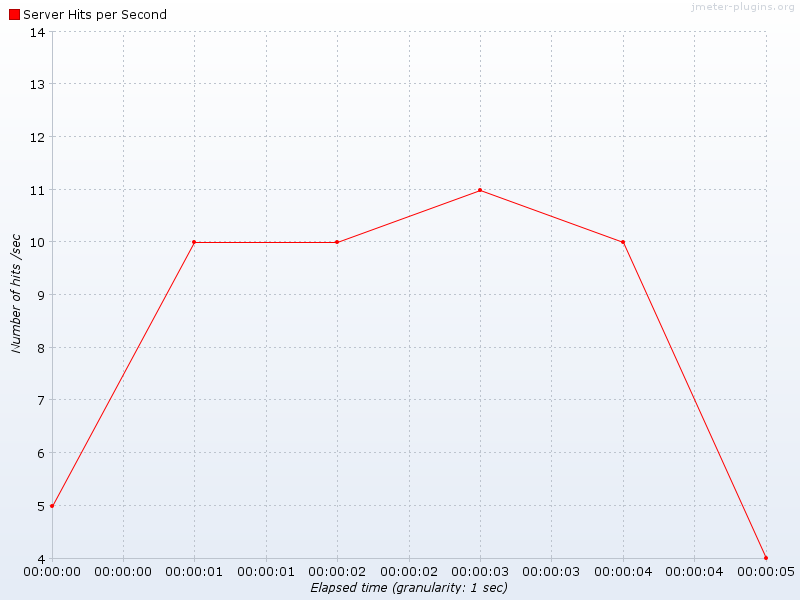 jmeter-plugins.org
Server Hits per Second
14
13
12
11
10
9
8
7
6
5
4
Number of hits /sec
00:00:00 00:00:00 00:00:01 00:00:01 00:00:02 00:00:02 00:00:03 00:00:03 00:00:04 00:00:04 00:00:05
Elapsed time (granularity: 1 sec)